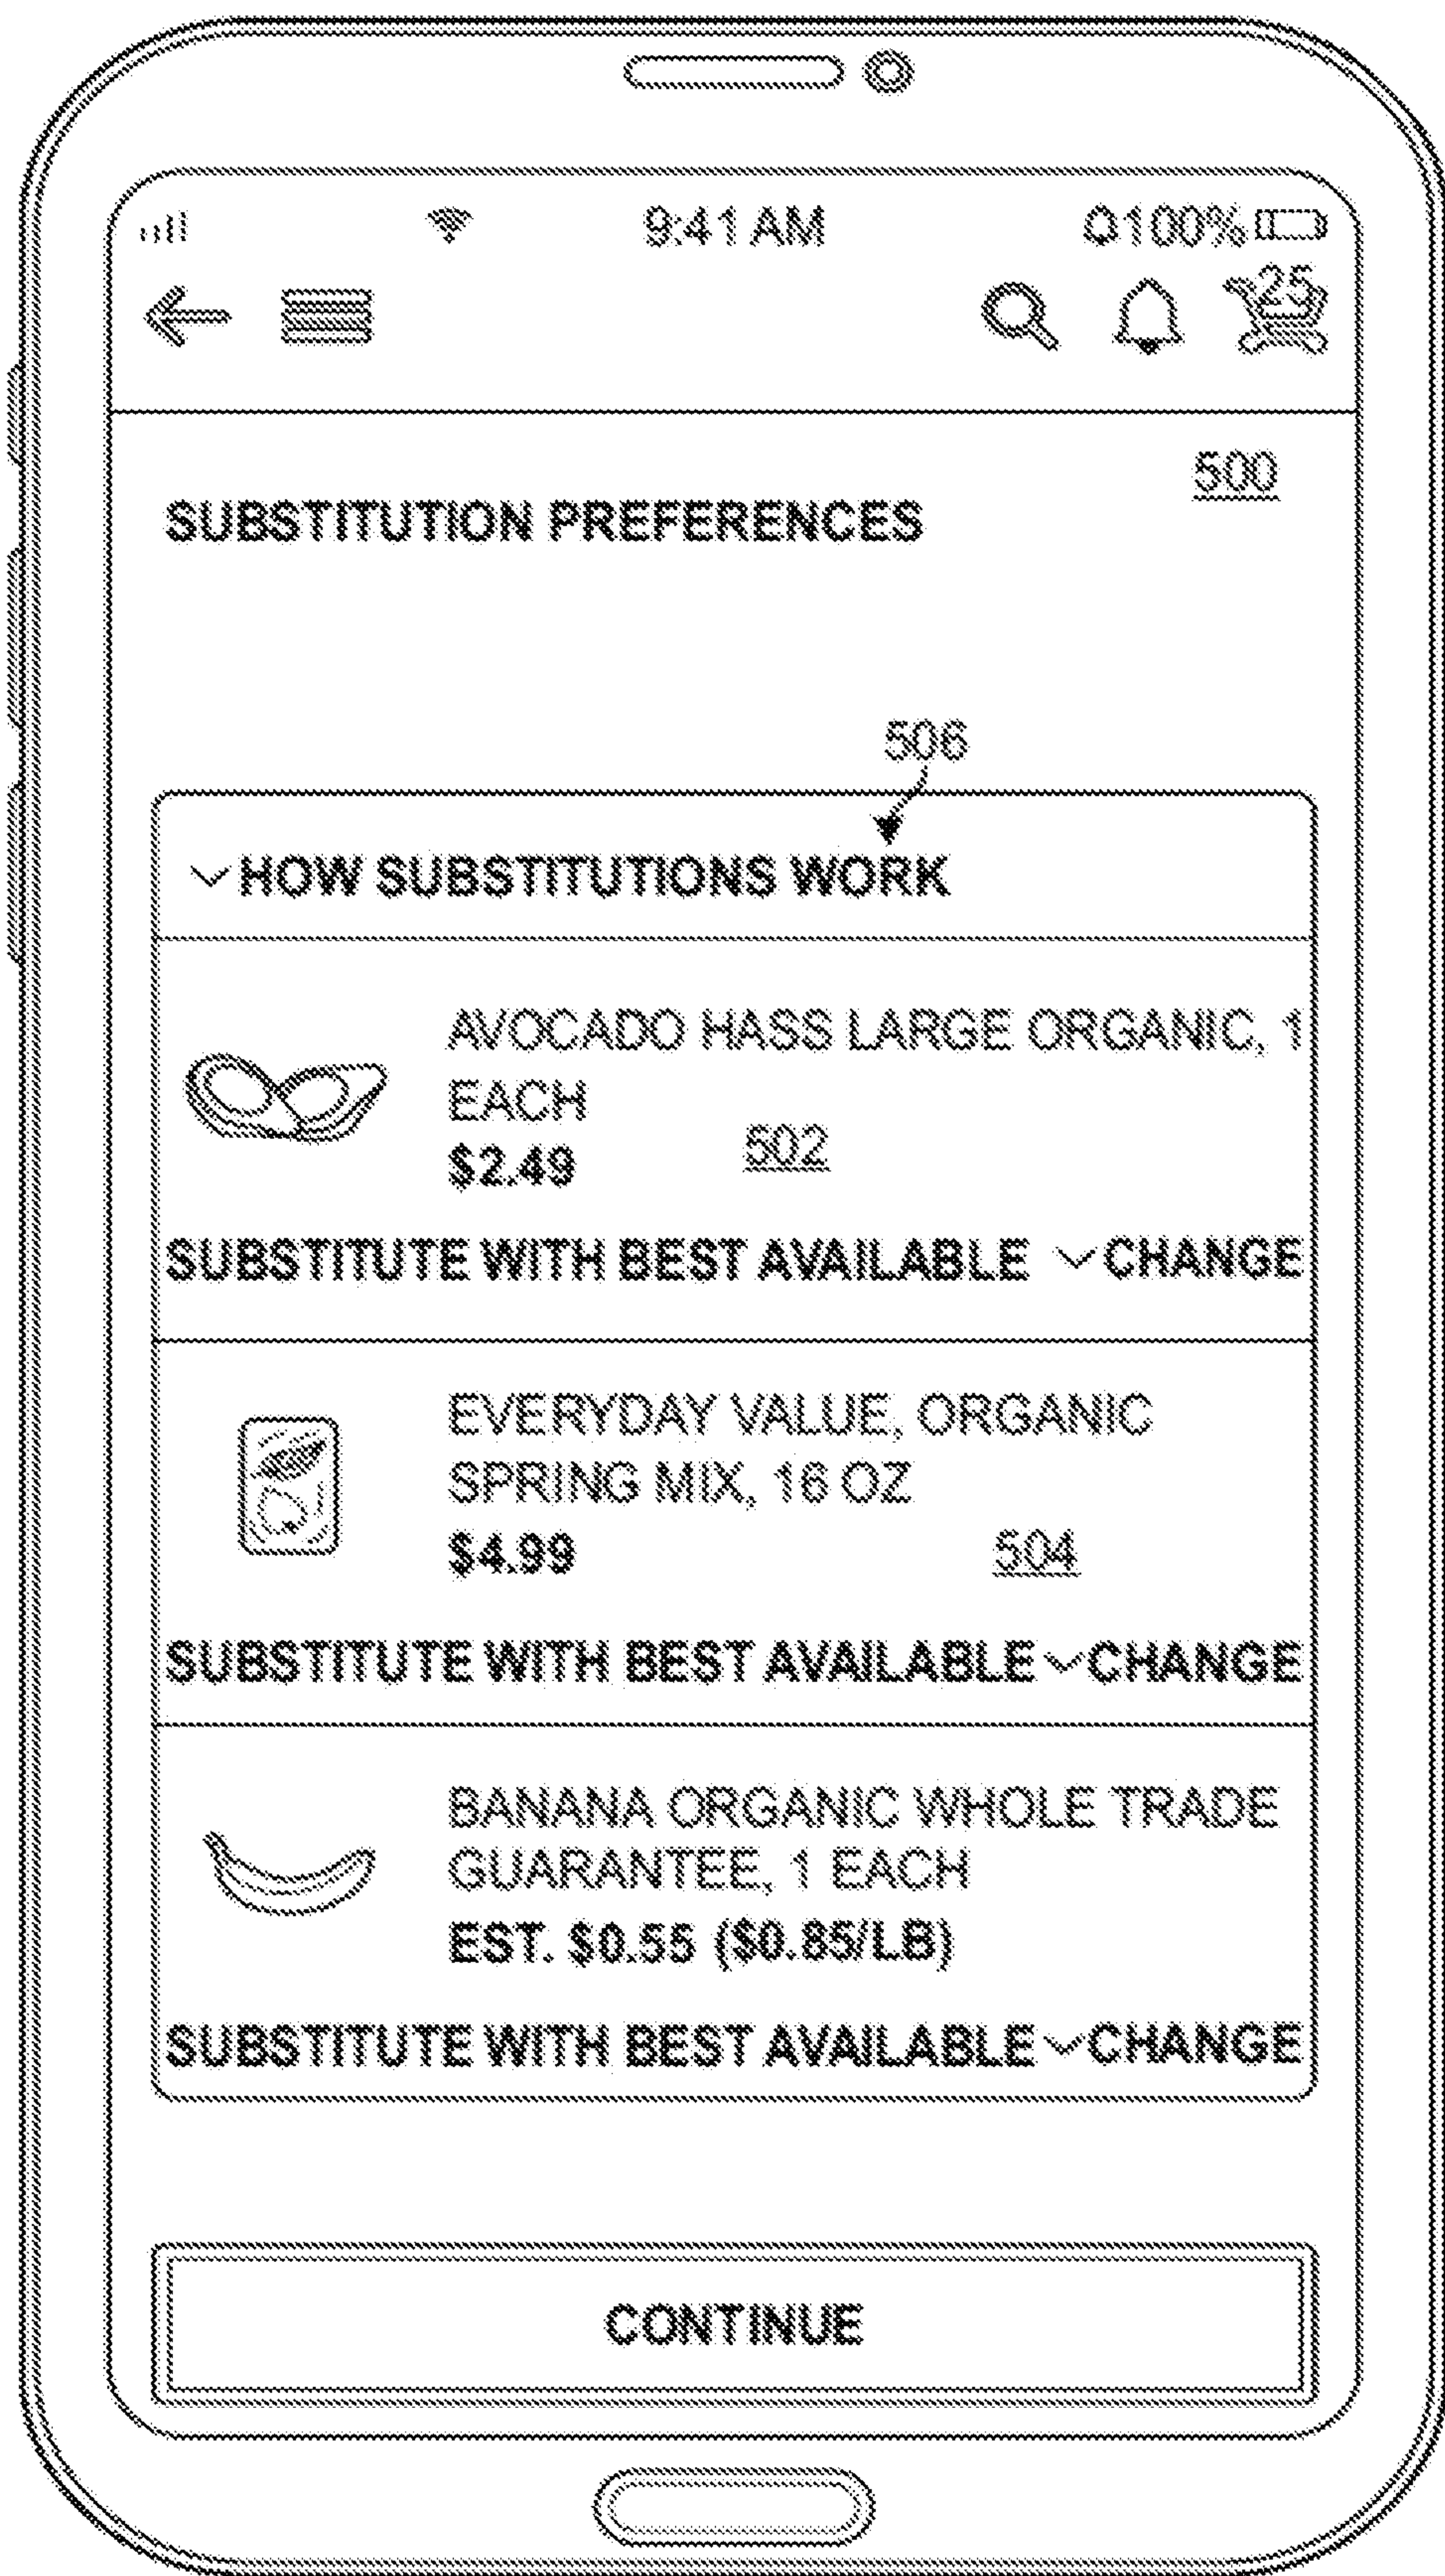 9:41 AM
100%
25
500
SUBSTITUTION PREFERENCES
506
HOW SUBSTITUTIONS WORK
AVOCADO HASS LARGE ORGANIC, 1
EACH
$2.49
502
SUBSTITUTE WITH BEST AVAILABLE CHANGE
EVERYDAY VALUE, ORGANIC
SPRING MIX, 16 OZ
$4.99
504
SUBSTITUTE WITH BEST AVAILABLE CHANGE
BANANA ORGANIC WHOLE TRADE
GUARANTEE, 1 EACH
EST. $0.55 ($0.85/LB)
SUBSTITUTE WITH BEST AVAILABLE CHANGE
CONTINUE